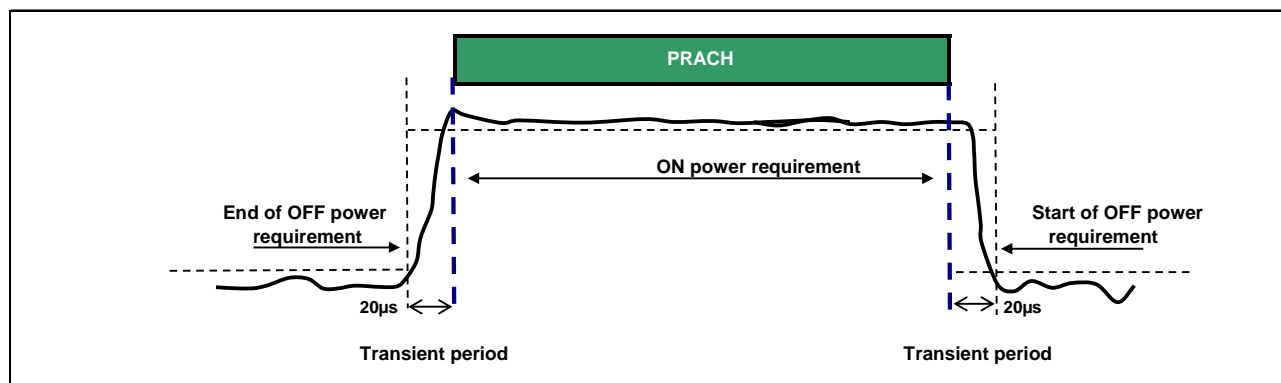 PRACH
ON power requirement
End of OFF power
requirement
Start of OFF power
requirement
20µs
20µs
Transient period
Transient period